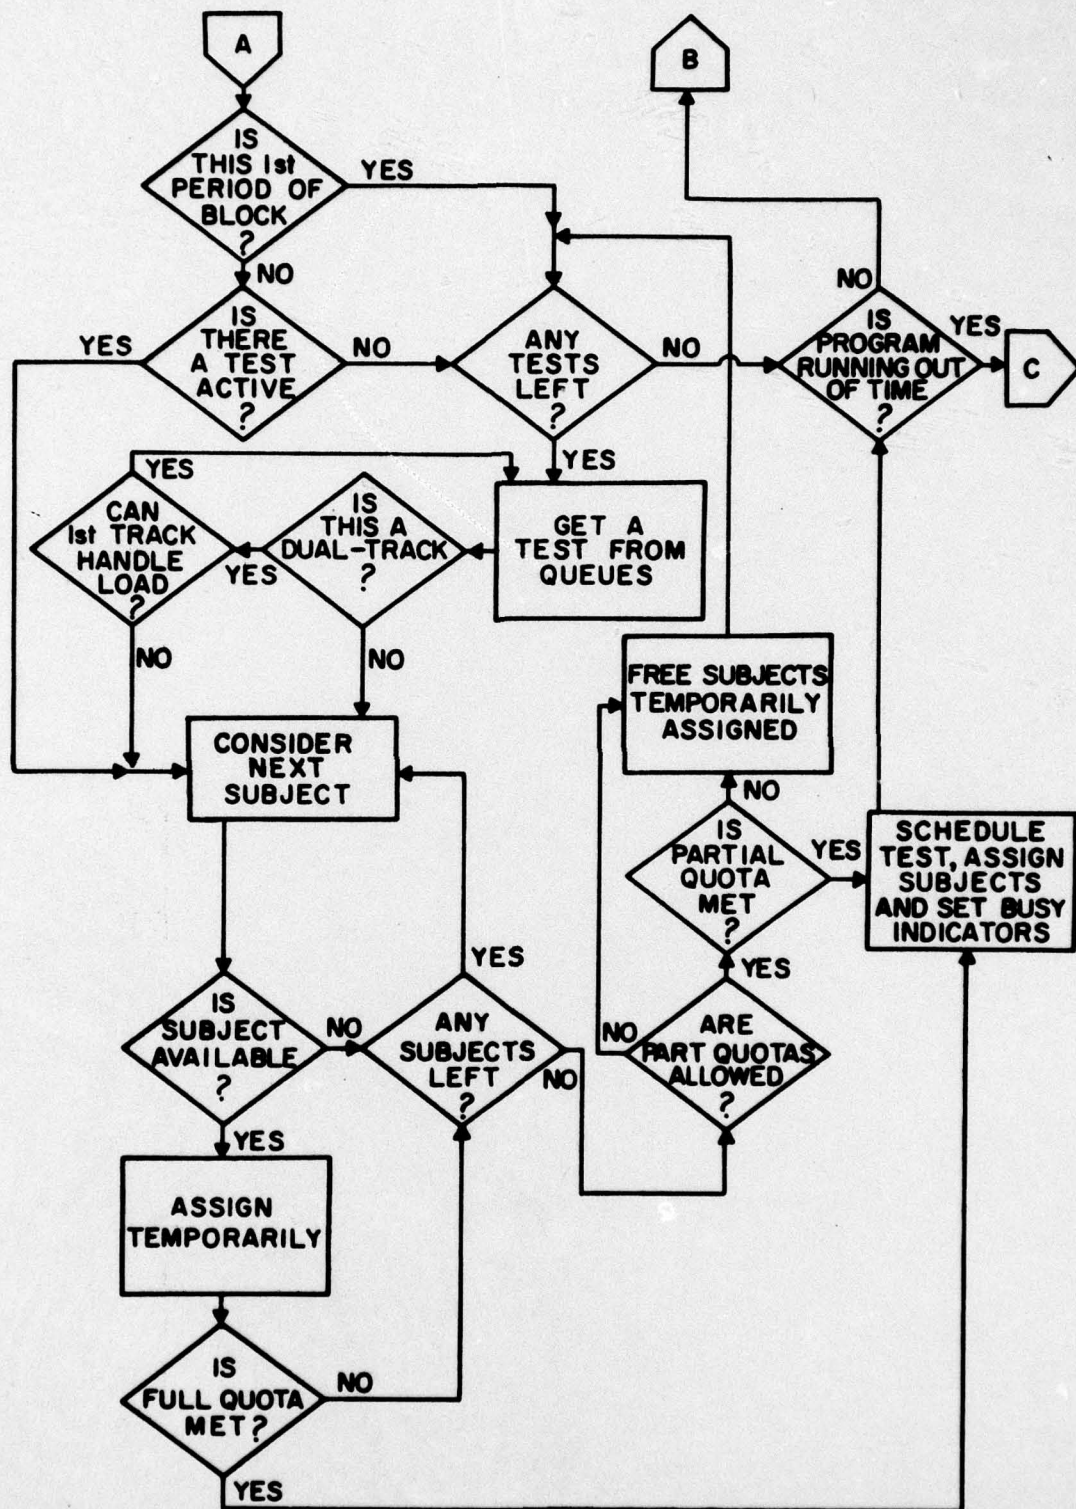 A
B
IS
THIS 1st
PERIOD OF
BLOCK
?
YES
NO
IS
THERE
A TEST
ACTIVE
?
YES
NO
ANY
TESTS
LEFT
?
NO
YES
NO
IS
PROGRAM
RUNNING OUT
OF TIME
?
YES
C
YES
CAN
1st TRACK
HANDLE
LOAD
?
YES
NO
IS
THIS A
DUAL-TRACK
?
NO
GET A
TEST FROM
QUEUES
FREE SUBJECTS
TEMPORARILY
ASSIGNED
CONSIDER
NEXT
SUBJECT
NO
IS
PARTIAL
QUOTA
MET
?
YES
SCHEDULE
TEST, ASSIGN
SUBJECTS
AND SET BUSY
INDICATORS
YES
YES
IS
SUBJECT
AVAILABLE
?
NO
ANY
SUBJECTS
LEFT
?
NO
NO
ARE
PART QUOTAS
ALLOWED
?
YES
ASSIGN
TEMPORARILY
IS
FULL QUOTA
MET?
NO
YES